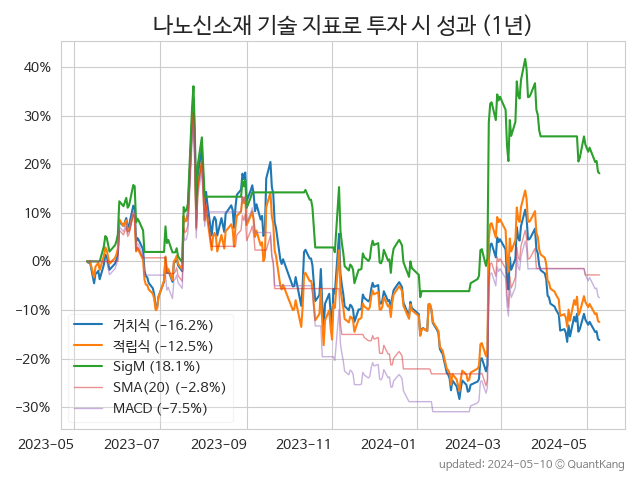 나노신소재 기술 지표로 투자 시 성과 (1년)
40%
30%
20%
10%
0%
−10%
−20%
−30%
거치식 (−16.2%)
적립식 (−12.5%)
SigM (18.1%)
SMA(20) (−2.8%)
MACD (−7.5%)
2023-05 2023-07 2023-09 2023-11 2024-01 2024-03 2024-05
updated: 2024-05-10 © QuantKang